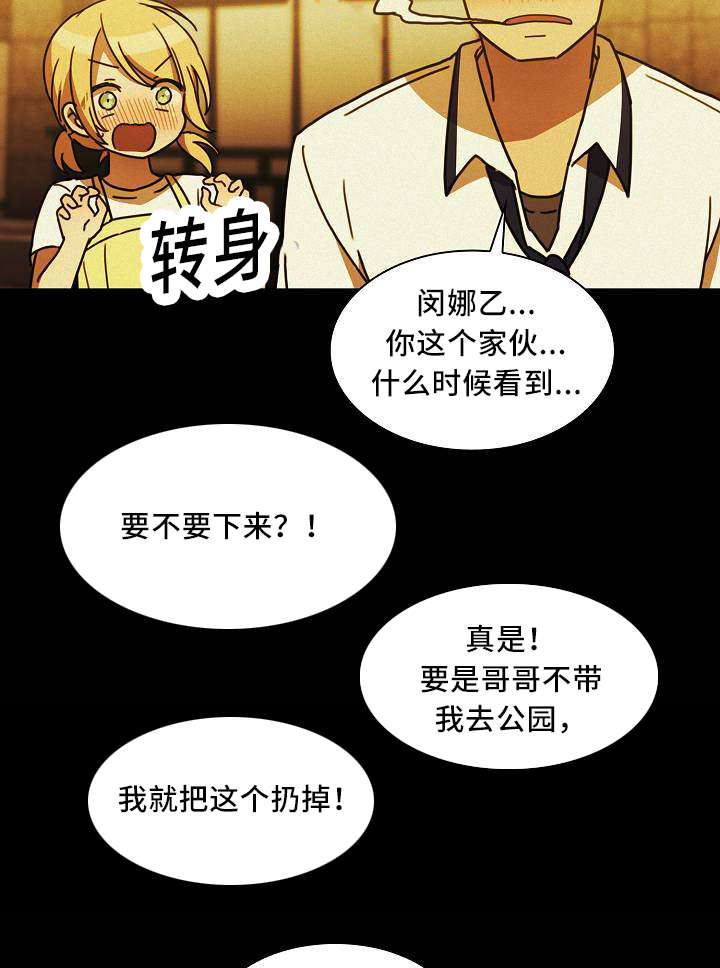 转身
闵娜乙...
你这个家伙...
什么时候看到...
要不要下来？！
真是！
要是哥哥不带
我去公园，
我就把这个扔掉！